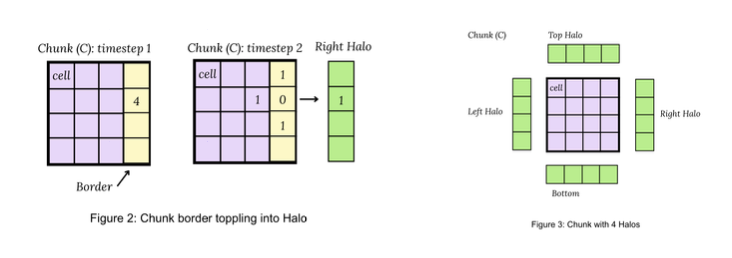 Chunk (C): timestep 1
cell
4
Border
Chunk (C): timestep 2
Right Halo
cell
1
1
0
1
1
Figure 2: Chunk border toppling into Halo
Chunk (C)
Top Halo
cell
Left Halo
Right Halo
Bottom
Figure 3: Chunk with 4 Halos